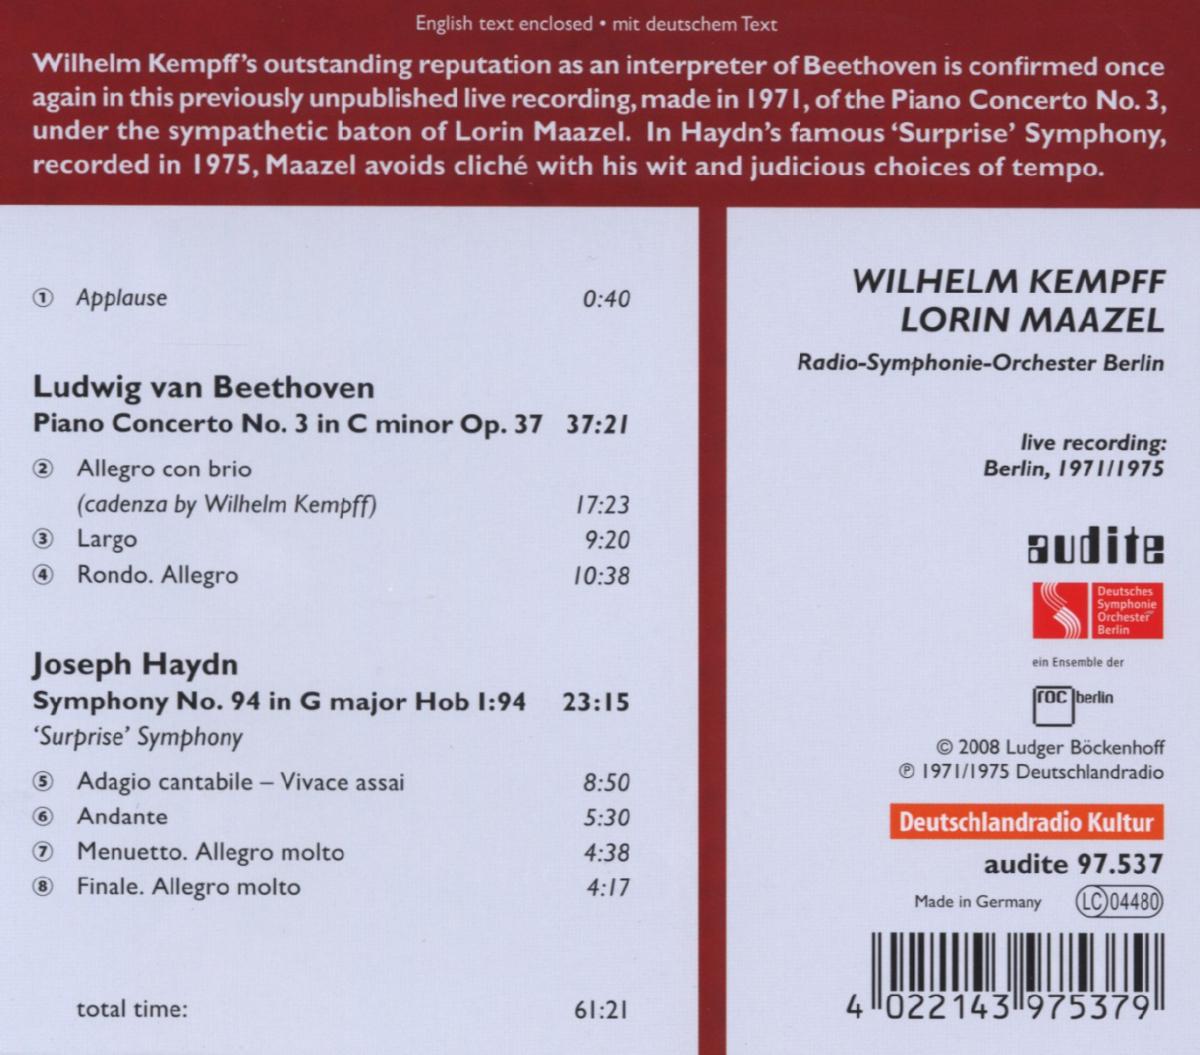 English text enclosed • mit deutschem Text
Wilhelm Kempff's outstanding reputation as an interpreter of Beethoven is confirmed once
again in this previously unpublished live recording, made in 1971, of the Piano Concerto No. 3,
under the sympathetic baton of Lorin Maazel. In Haydn's famous 'Surprise' Symphony,
recorded in 1975, Maazel avoids cliché with his wit and judicious choices of tempo.
① Applause 0:40
Ludwig van Beethoven
Piano Concerto No. 3 in C minor Op. 37 37:21
② Allegro con brio
(cadenza by Wilhelm Kempff) 17:23
③ Largo 9:20
④ Rondo. Allegro 10:38
Joseph Haydn
Symphony No. 94 in G major Hob I:94 23:15
'Surprise' Symphony
⑤ Adagio cantabile – Vivace assai 8:50
⑥ Andante 5:30
⑦ Menuetto. Allegro molto 4:38
⑧ Finale. Allegro molto 4:17
total time: 61:21
WILHELM KEMPFF
LORIN MAAZEL
Radio-Symphonie-Orchester Berlin
live recording:
Berlin, 1971/1975
audite
Deutsches
Symphonie
Orchester
Berlin
ein Ensemble der
roc berlin
© 2008 Ludger Böckenhoff
℗ 1971/1975 Deutschlandradio
Deutschlandradio Kultur
audite 97.537
Made in Germany LC 04480
4 022143 975379